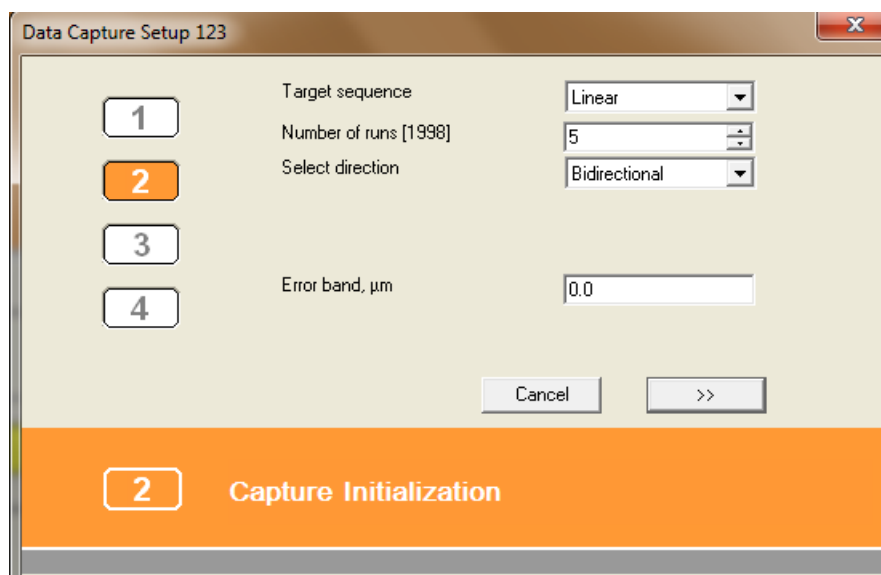 Data Capture Setup 123
1
Target sequence
Linear
Number of runs [1998]
5
2
Select direction
Bidirectional
3
4
Error band, µm
0.0
Cancel
>>
2
Capture Initialization